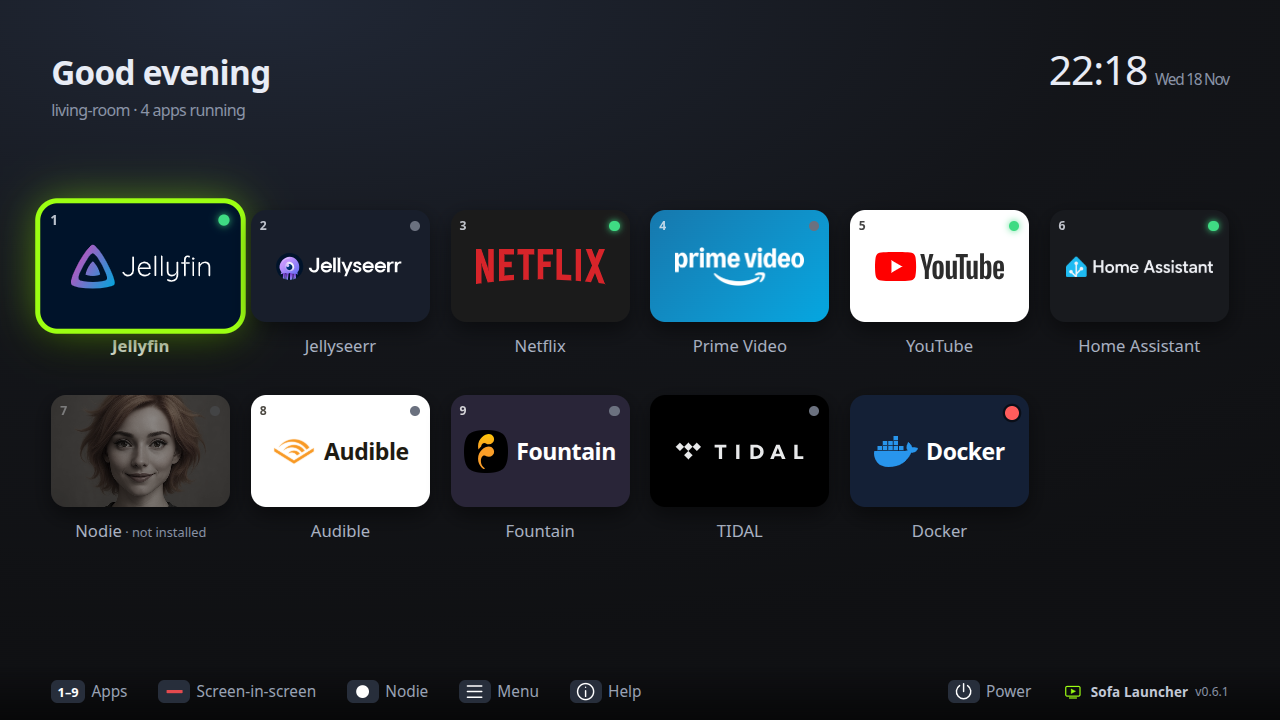 Good evening
22:18 Wed 18 Nov
living-room · 4 apps running
1
Jellyfin
2
Jellyseerr
3
NETFLIX
4
prime video
5
YouTube
6
Home Assistant
Jellyfin
Jellyseerr
Netflix
Prime Video
YouTube
Home Assistant
7
8
Audible
9
Fountain
TIDAL
Docker
Nodie · not installed
Audible
Fountain
TIDAL
Docker
1–9 Apps
Screen-in-screen
Nodie
Menu
Help
Power
Sofa Launcher v0.6.1